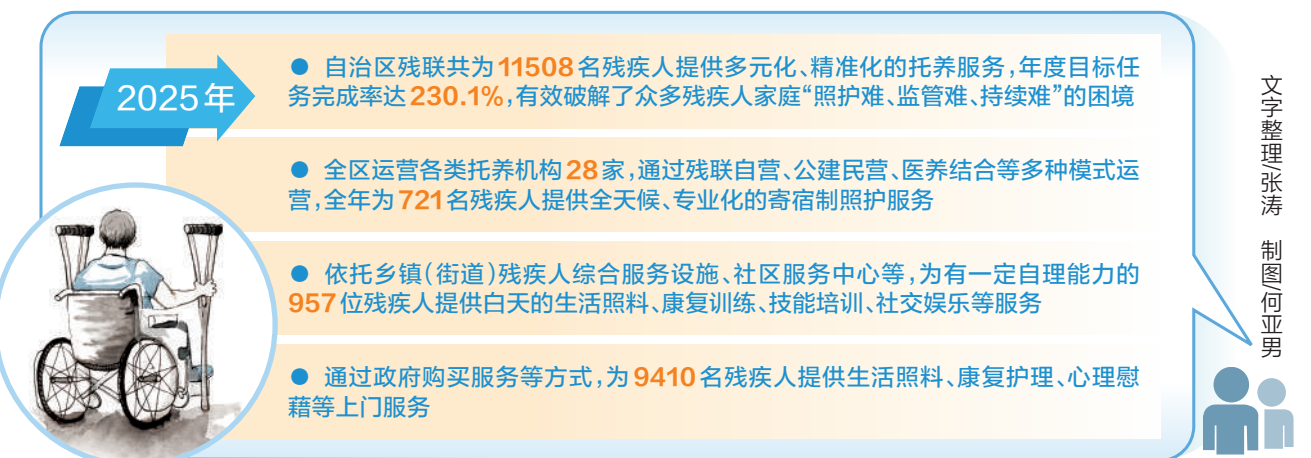 2025年
● 自治区残联共为11508名残疾人提供多元化、精准化的托养服务,年度目标任
务完成率达230.1%,有效破解了众多残疾人家庭“照护难、监管难、持续难”的困境
● 全区运营各类托养机构28家,通过残联自营、公建民营、医养结合等多种模式运
营,全年为721名残疾人提供全天候、专业化的寄宿制照护服务
● 依托乡镇(街道)残疾人综合服务设施、社区服务中心等,为有一定自理能力的
957位残疾人提供白天的生活照料、康复训练、技能培训、社交娱乐等服务
● 通过政府购买服务等方式,为9410名残疾人提供生活照料、康复护理、心理慰
藉等上门服务
文字整理/张涛 制图/何亚男